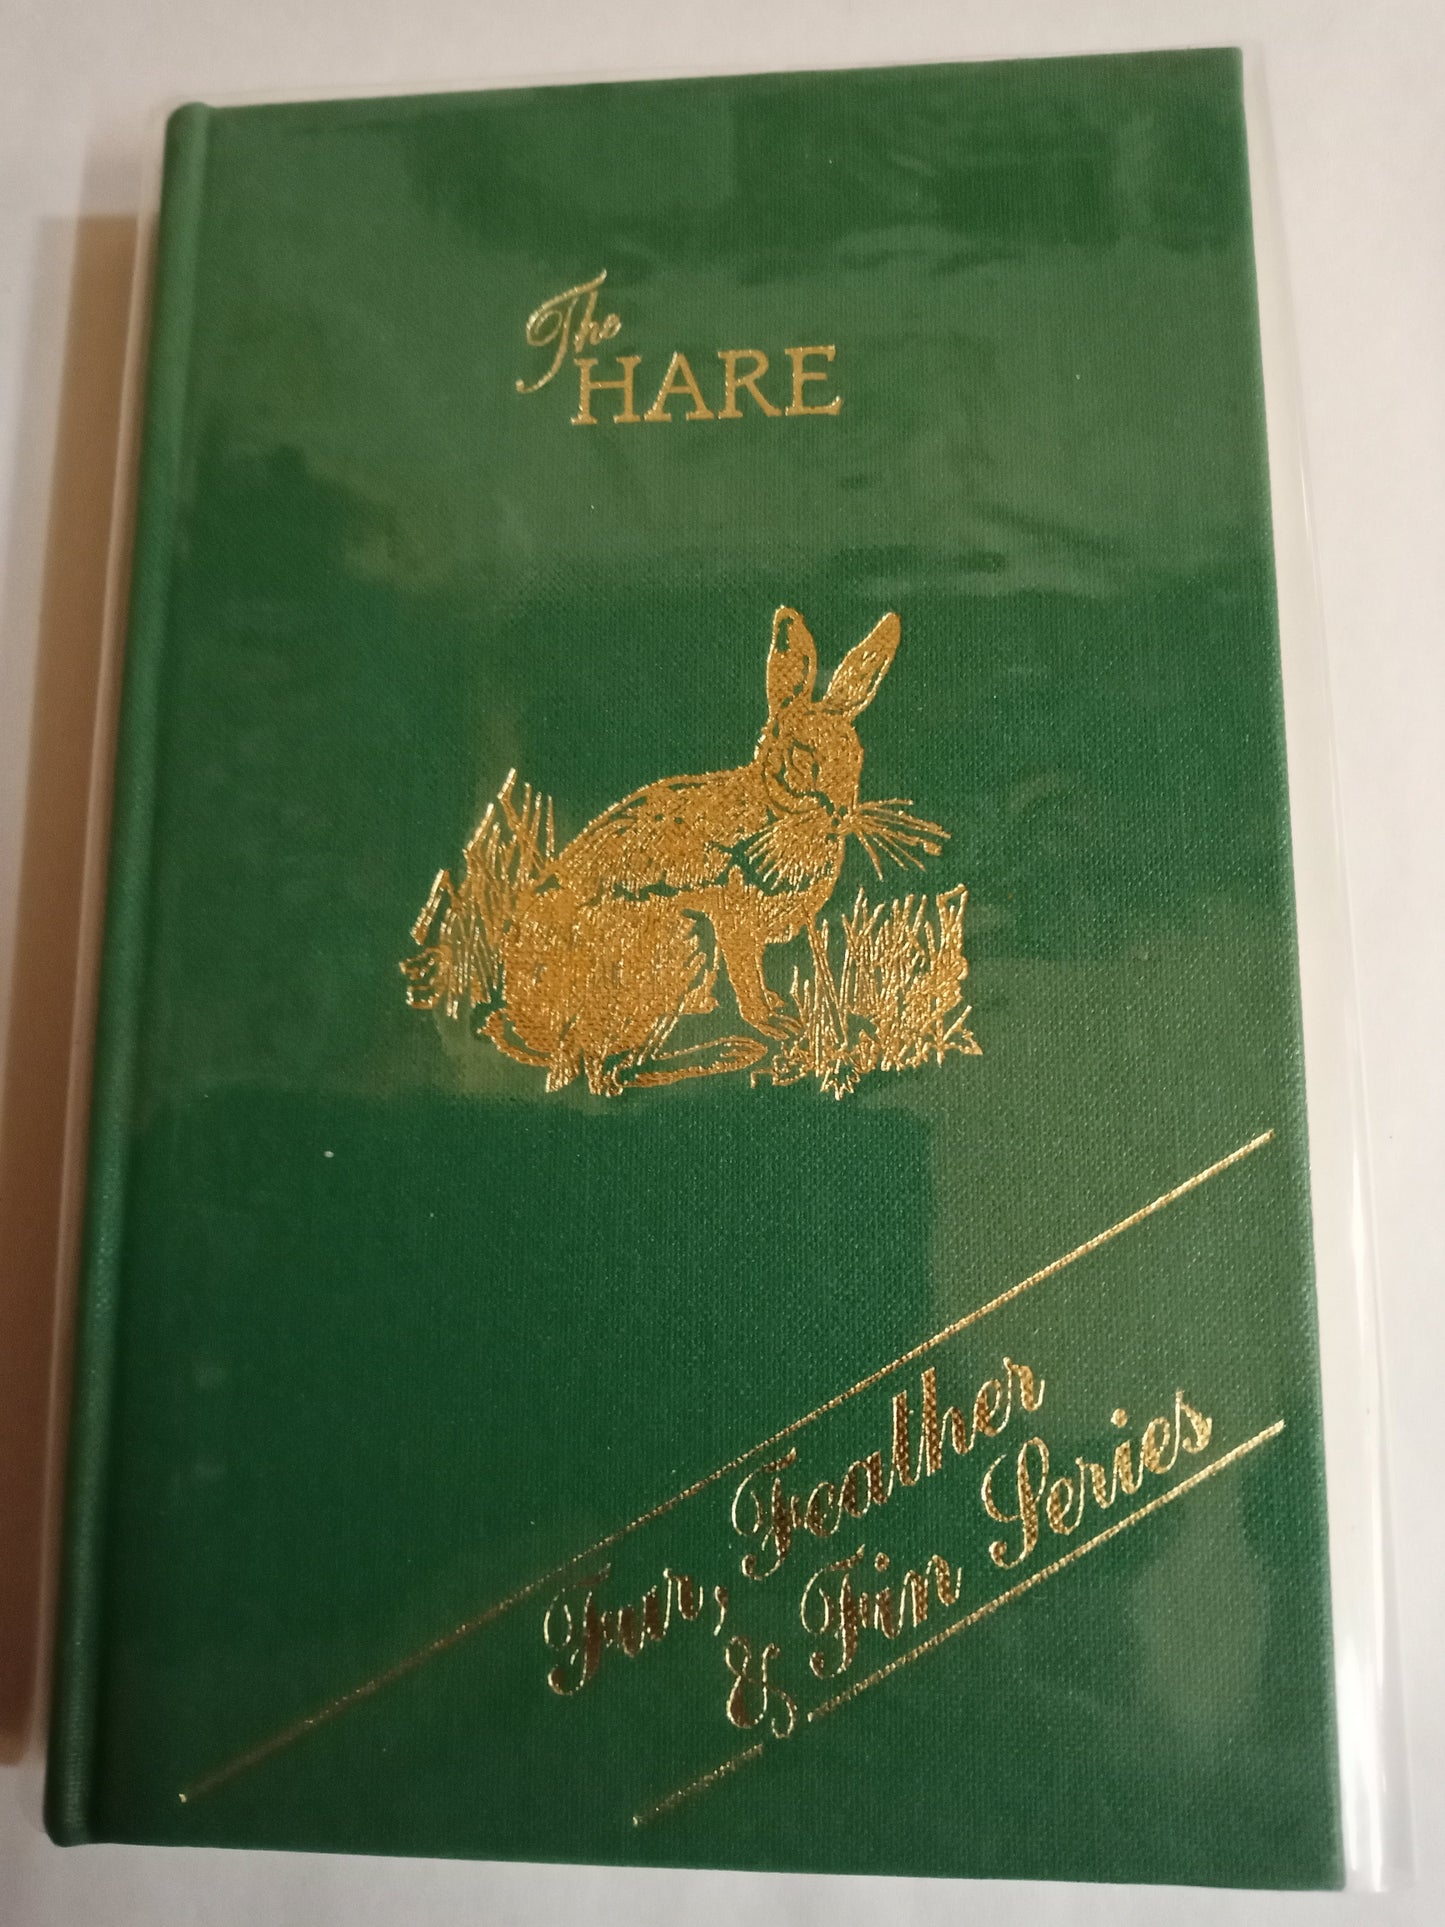 The
HARE
Fur, Feather
& Fin Series